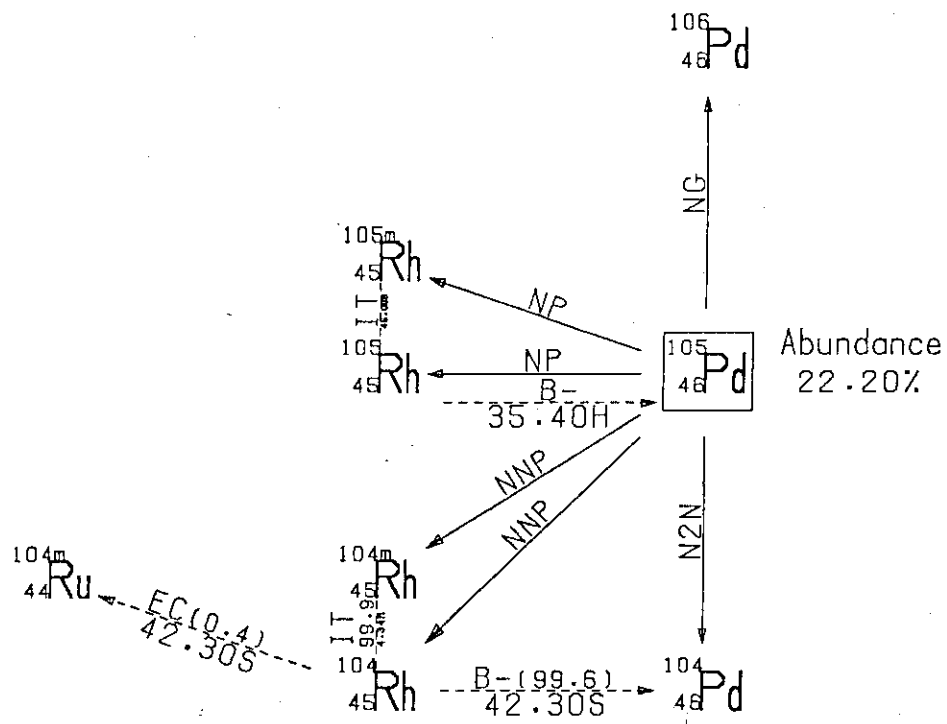 106
46Pd
NG
105m
45Rh
NP
IT
105
45Rh
NP
B-
35.40H
105
46Pd
Abundance
22.20%
NNP
NNP
N2N
104m
44Ru
EC(0.4)
42.30S
104m
45Rh
IT
99.9
104
45Rh
B-(99.6)
42.30S
104
46Pd